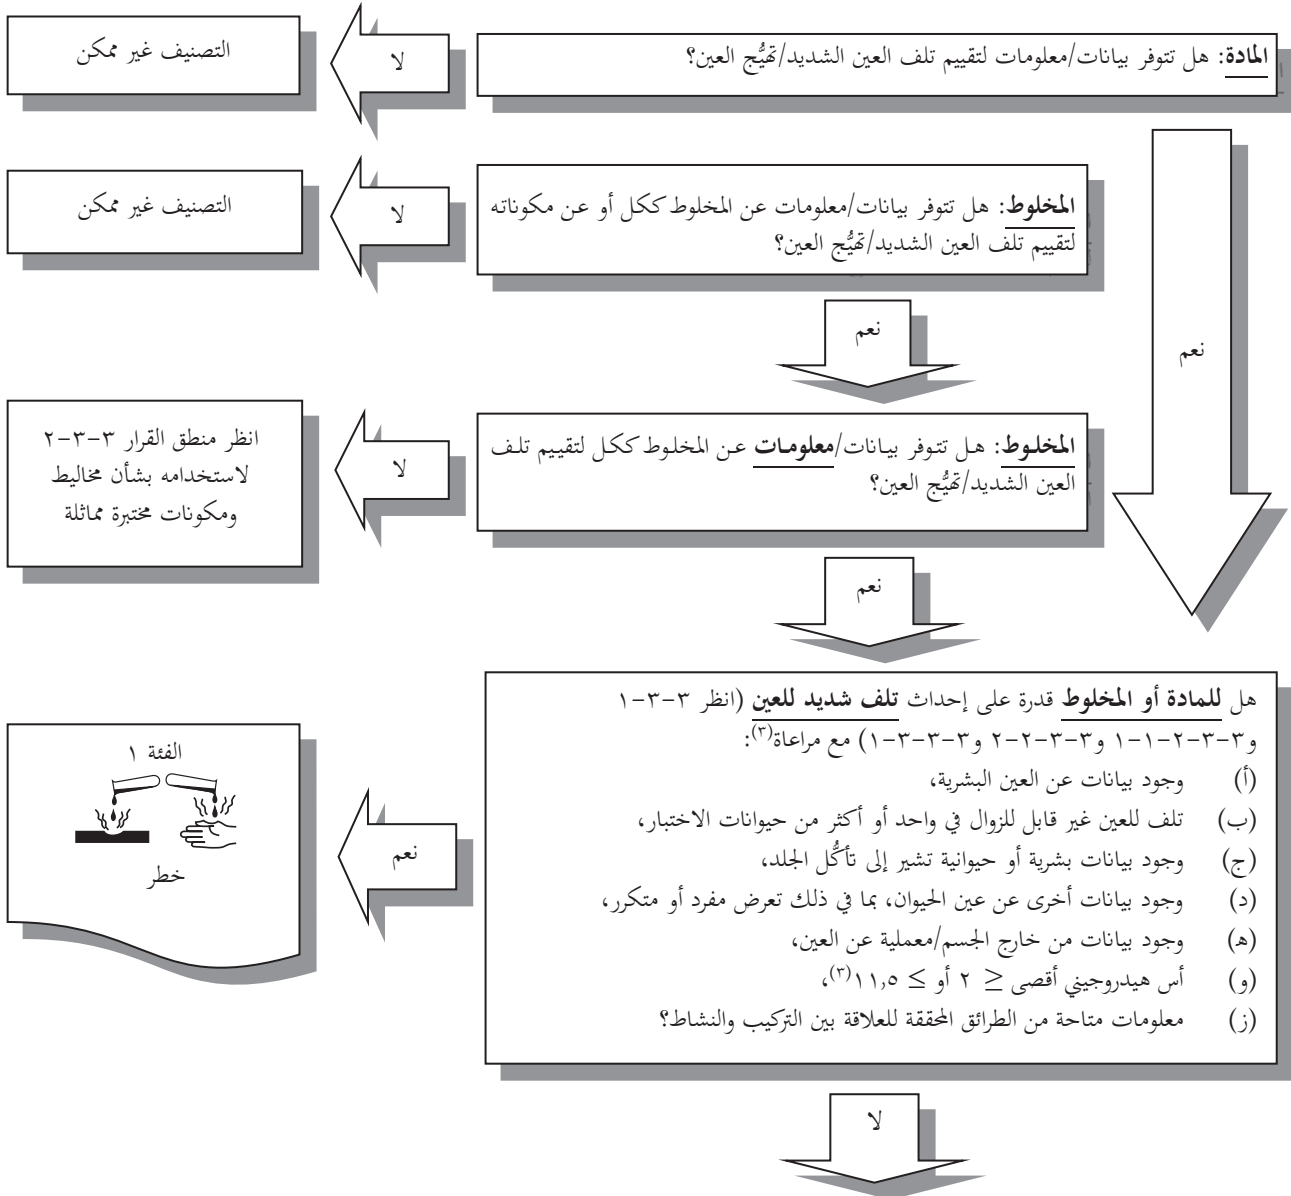 المادة: هل تتوفر بيانات/معلومات لتقييم تلف العين الشديد/تهيُّج العين؟
لا
التصنيف غير ممكن
نعم
المخلوط: هل تتوفر بيانات/معلومات عن المخلوط ككل أو عن مكوناته
لتقييم تلف العين الشديد/تهيُّج العين؟
لا
التصنيف غير ممكن
نعم
المخلوط: هل تتوفر بيانات/معلومات عن المخلوط ككل لتقييم تلف
العين الشديد/تهيُّج العين؟
لا
انظر منطق القرار ٣-٣-٢
لاستخدامه بشأن مخاليط
ومكونات مختبرة مماثلة
نعم
هل للمادة أو المخلوط قدرة على إحداث تلف شديد للعين (انظر ٣-٣-١
و٣-٣-٢-١-١ و٣-٣-٢-٢ و٣-٣-٣-١) مع مراعاة(٣):
(أ) وجود بيانات عن العين البشرية،
(ب) تلف للعين غير قابل للزوال في واحد أو أكثر من حيوانات الاختبار،
(ج) وجود بيانات بشرية أو حيوانية تشير إلى تأكُّل الجلد،
(د) وجود بيانات أخرى عن عين الحيوان، بما في ذلك تعرض مفرد أو متكرر،
(ه) وجود بيانات من خارج الجسم/معملية عن العين،
(و) أس هيدروجيني أقصى ≥ ٢ أو ≤ ١١,٥(٣)،
(ز) معلومات متاحة من الطرائق المحققة للعلاقة بين التركيب والنشاط؟
نعم
الفئة ١
خطر
لا